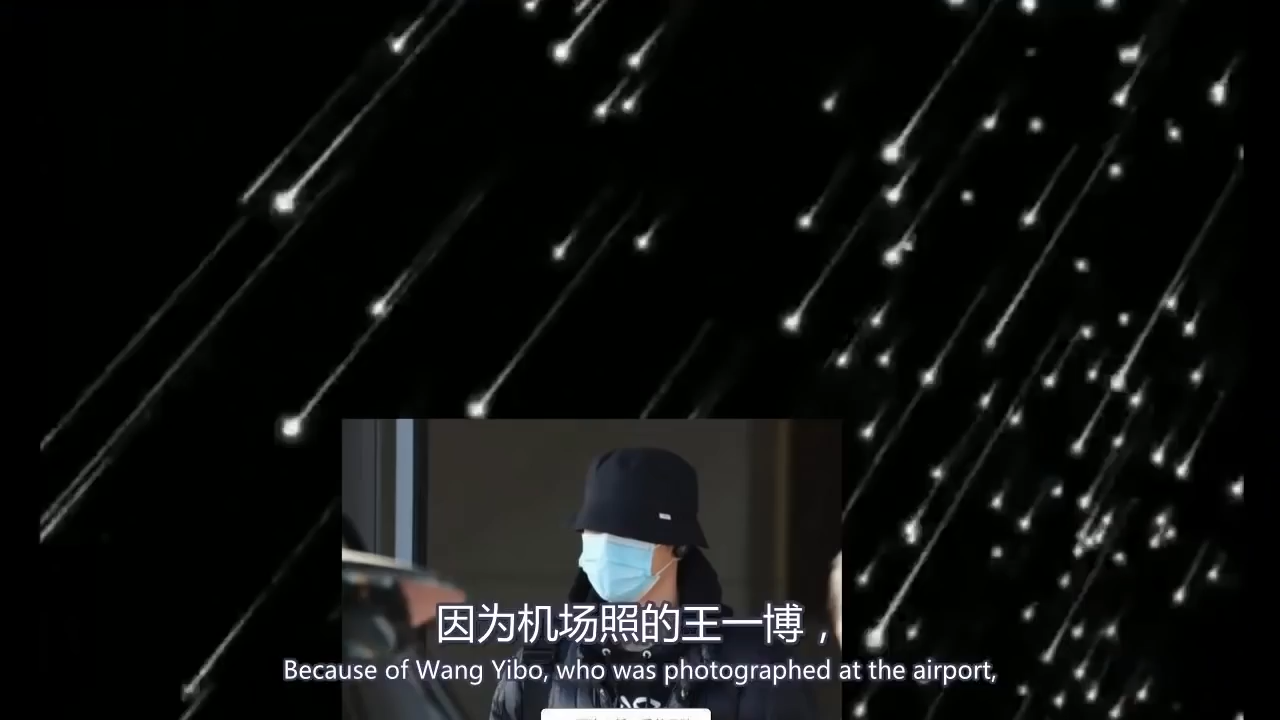 因为机场照的王一博，
Because of Wang Yibo, who was photographed at the airport,